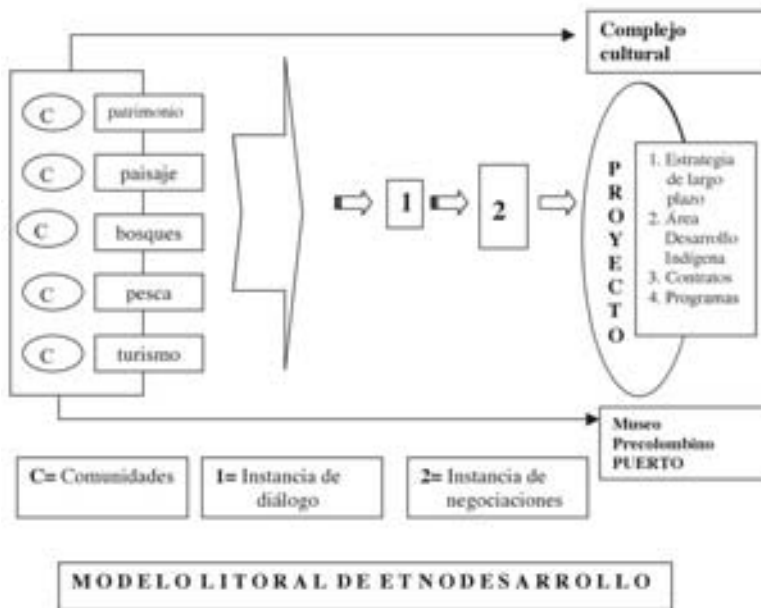 Complejo
cultural
C patrimonio
C paisaje
C bosques
C pesca
C turismo
1
2
PROYECTO
1. Estrategia
de largo
plazo
2. Área
Desarrollo
Indígena
3. Contratos
4. Programas
Museo
Precolombino
PUERTO
C= Comunidades
1= Instancia de
diálogo
2= Instancia de
negociaciones
MODELO LITORAL DE ETNODESARROLLO